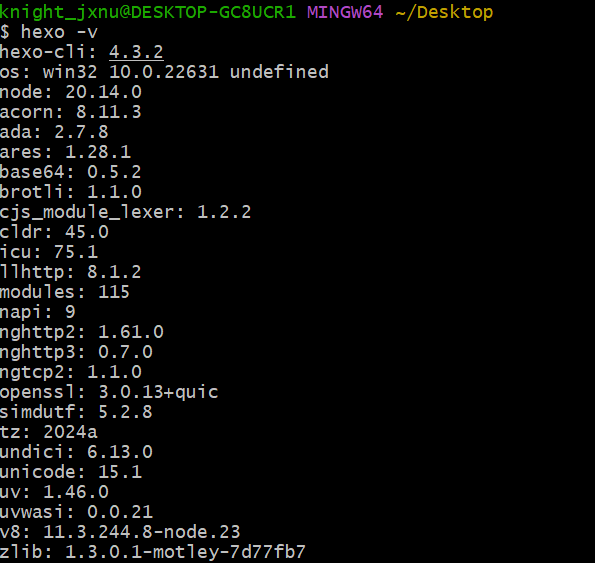 knight_jxnu@DESKTOP-GC8UCR1 MINGW64 ~/Desktop
$ hexo -v
hexo-cli: 4.3.2
os: win32 10.0.22631 undefined
node: 20.14.0
acorn: 8.11.3
ada: 2.7.8
ares: 1.28.1
base64: 0.5.2
brotli: 1.1.0
cjs_module_lexer: 1.2.2
cldr: 45.0
icu: 75.1
llhttp: 8.1.2
modules: 115
napi: 9
nghttp2: 1.61.0
nghttp3: 0.7.0
ngtcp2: 1.1.0
openssl: 3.0.13+quic
simdutf: 5.2.8
tz: 2024a
undici: 6.13.0
unicode: 15.1
uv: 1.46.0
uvwasi: 0.0.21
v8: 11.3.244.8-node.23
zlib: 1.3.0.1-motley-7d77fb7